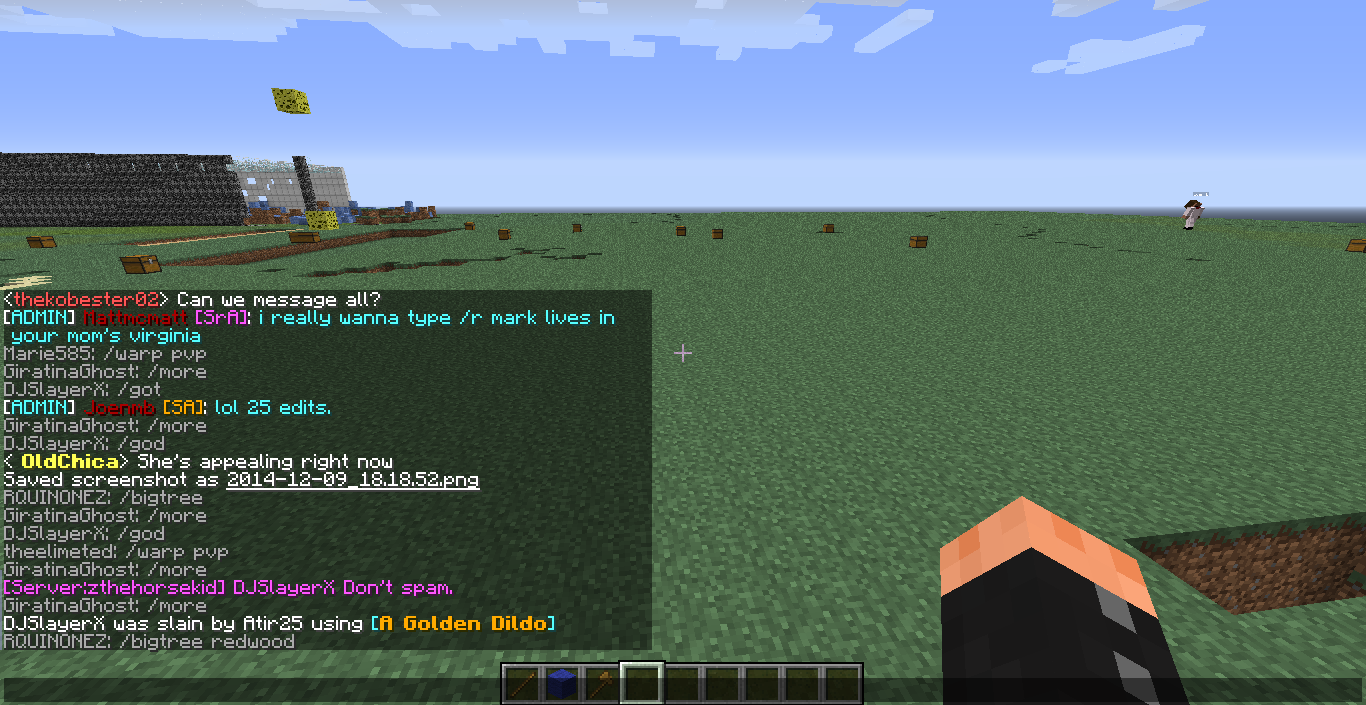 <thekobester02> Can we message all?
[ADMIN] Mattmcmatt [SrA]: i really wanna type /r mark lives in
your mom's virginia
Marie585: /warp pvp
GiratinaGhost: /more
DJSlayerX: /got
[ADMIN] Joenmb [SA]: lol 25 edits.
GiratinaGhost: /more
DJSlayerX: /god
< OldChica> She's appealing right now
Saved screenshot as 2014-12-09_18.18.52.png
RQUINONEZ: /bigtree
GiratinaGhost: /more
DJSlayerX: /god
theelimeted: /warp pvp
GiratinaGhost: /more
[Server:zthehorsekid] DJSlayerX Don't spam.
GiratinaGhost: /more
DJSlayerX was slain by Atir25 using [A Golden Dildo]
RQUINONEZ: /bigtree redwood